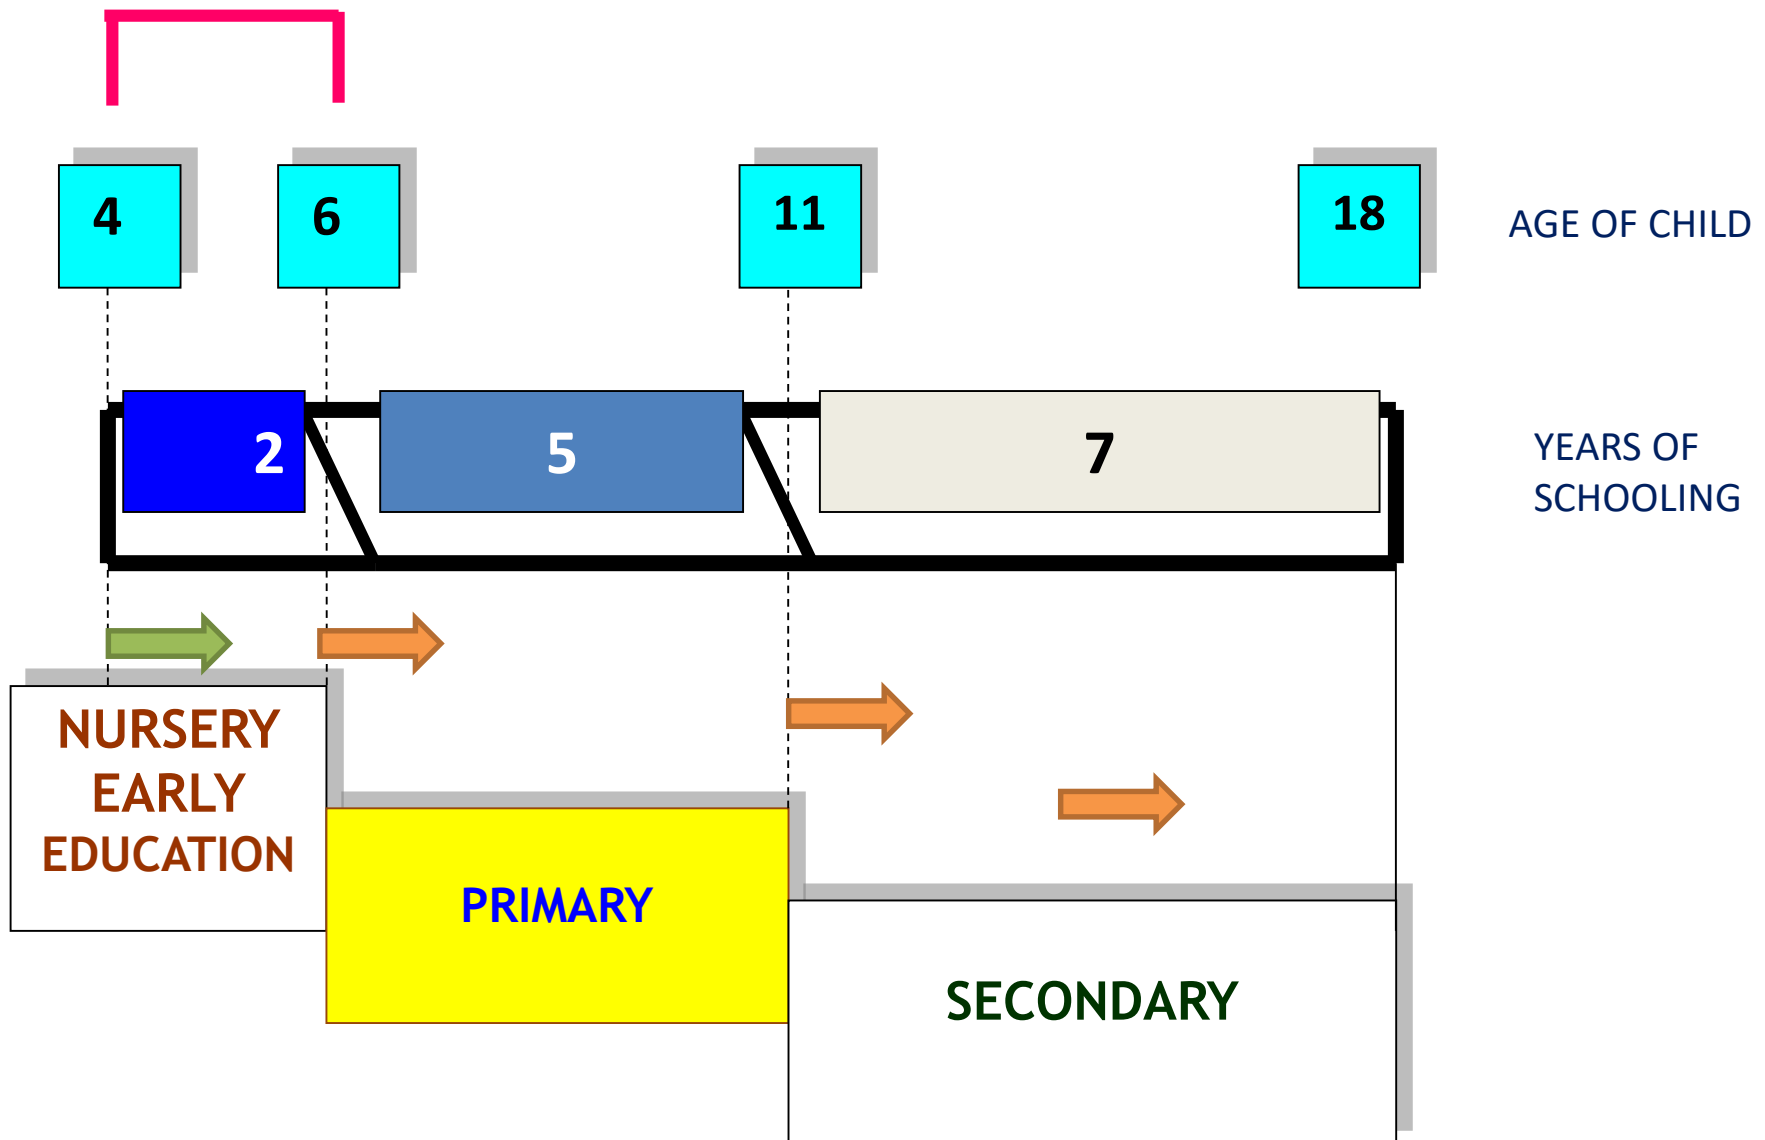 4
6
11
18
AGE OF CHILD
2
5
7
YEARS OF
SCHOOLING
NURSERY
EARLY
EDUCATION
PRIMARY
SECONDARY